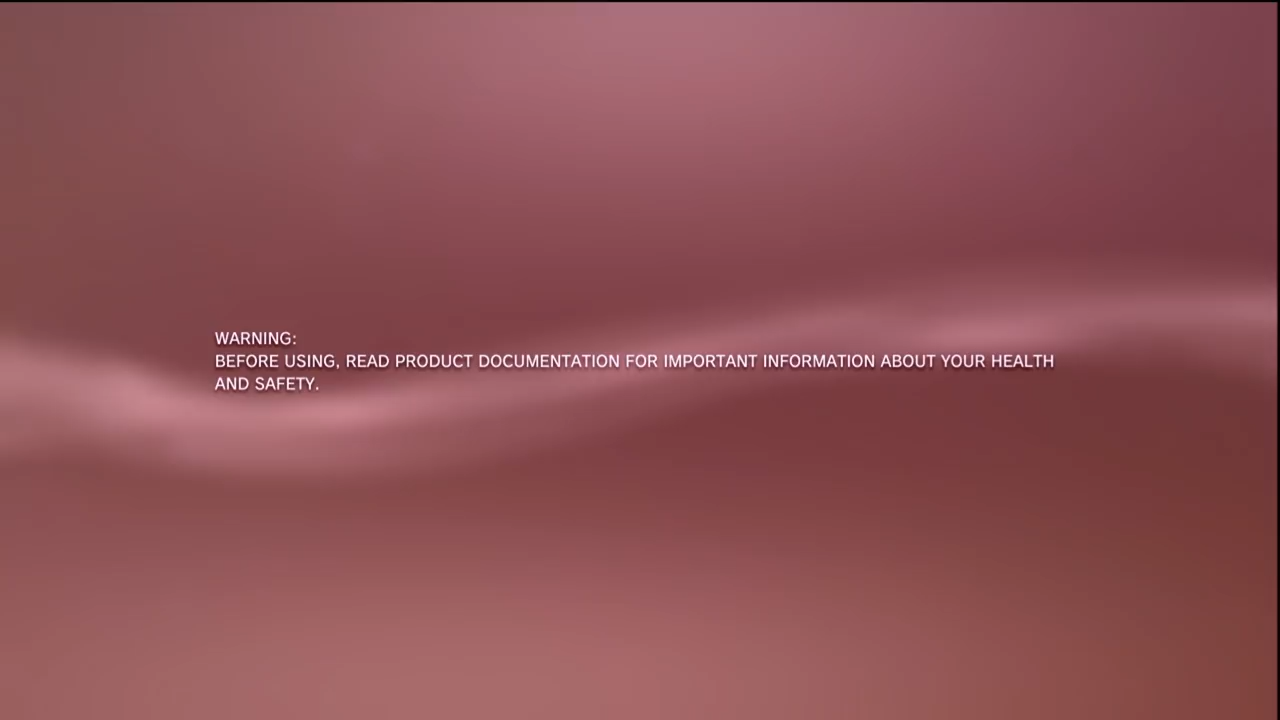 WARNING:
BEFORE USING, READ PRODUCT DOCUMENTATION FOR IMPORTANT INFORMATION ABOUT YOUR HEALTH
AND SAFETY.